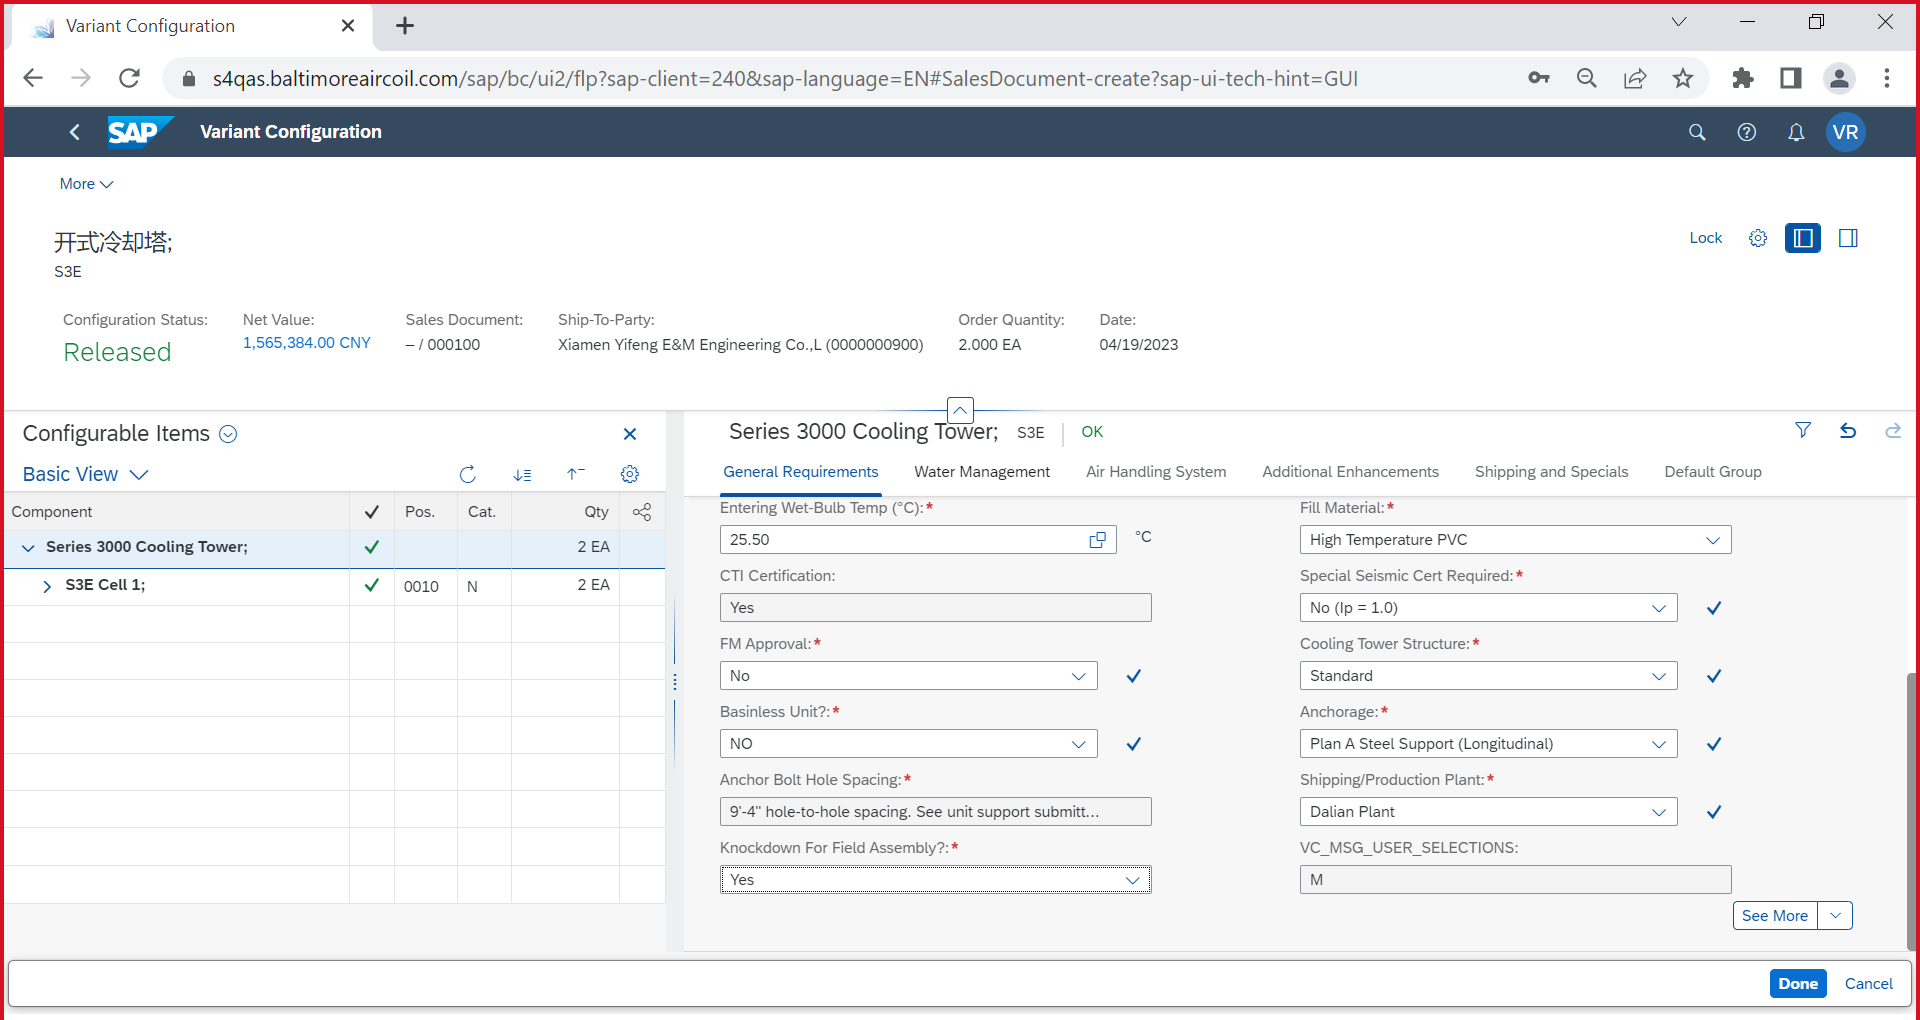 Variant Configuration
s4qas.baltimoreaircoil.com/sap/bc/ui2/flp?sap-client=240&sap-language=EN#SalesDocument-create?sap-ui-tech-hint=GUI
SAP Variant Configuration VR
More
开式冷却塔;
S3E
Lock
Configuration Status: Net Value: Sales Document: Ship-To-Party: Order Quantity: Date:
Released 1,565,384.00 CNY – / 000100 Xiamen Yifeng E&M Engineering Co.,L (0000000900) 2.000 EA 04/19/2023
Configurable Items
Basic View
Component Pos. Cat. Qty
Series 3000 Cooling Tower; 2 EA
S3E Cell 1; 0010 N 2 EA
Series 3000 Cooling Tower; S3E OK
General Requirements Water Management Air Handling System Additional Enhancements Shipping and Specials Default Group
Entering Wet-Bulb Temp (°C):* Fill Material:*
25.50 °C High Temperature PVC
CTI Certification: Special Seismic Cert Required:*
Yes No (Ip = 1.0)
FM Approval:* Cooling Tower Structure:*
No Standard
Basinless Unit?:* Anchorage:*
NO Plan A Steel Support (Longitudinal)
Anchor Bolt Hole Spacing:* Shipping/Production Plant:*
9'-4" hole-to-hole spacing. See unit support submitt... Dalian Plant
Knockdown For Field Assembly?:* VC_MSG_USER_SELECTIONS:
Yes M
See More
Done Cancel